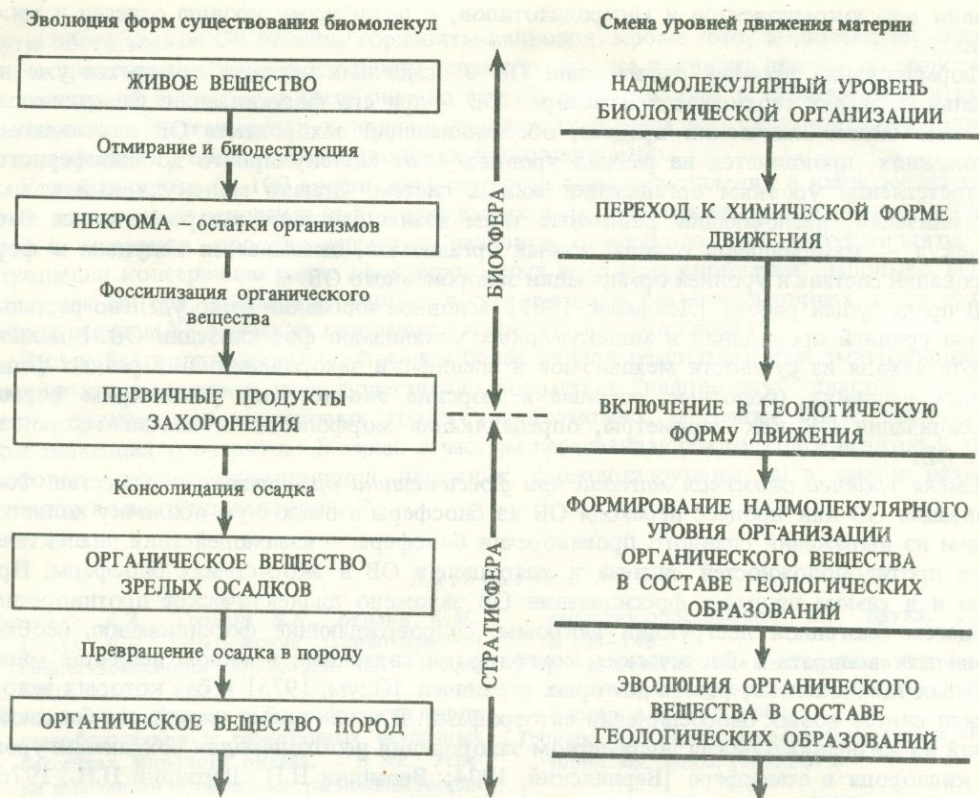 Эволюция форм существования биомолекул
ЖИВОЕ ВЕЩЕСТВО
Отмирание и биодеструкция
НЕКРОМА — остатки организмов
Фоссилизация органического
вещества
ПЕРВИЧНЫЕ ПРОДУКТЫ
ЗАХОРОНЕНИЯ
Консолидация осадка
ОРГАНИЧЕСКОЕ ВЕЩЕСТВО
ЗРЕЛЫХ ОСАДКОВ
Превращение осадка в породу
ОРГАНИЧЕСКОЕ ВЕЩЕСТВО ПОРОД
БИОСФЕРА
СТАТИСФЕРА
Смена уровней движения материи
НАДМОЛЕКУЛЯРНЫЙ УРОВЕНЬ
БИОЛОГИЧЕСКОЙ ОРГАНИЗАЦИИ
ПЕРЕХОД К ХИМИЧЕСКОЙ ФОРМЕ
ДВИЖЕНИЯ
ВКЛЮЧЕНИЕ В ГЕОЛОГИЧЕСКУЮ
ФОРМУ ДВИЖЕНИЯ
ФОРМИРОВАНИЕ НАДМОЛЕКУЛЯРНОГО
УРОВНЯ ОРГАНИЗАЦИИ
ОРГАНИЧЕСКОГО ВЕЩЕСТВА
В СОСТАВЕ ГЕОЛОГИЧЕСКИХ
ОБРАЗОВАНИЙ
ЭВОЛЮЦИЯ ОРГАНИЧЕСКОГО
ВЕЩЕСТВА В СОСТАВЕ
ГЕОЛОГИЧЕСКИХ ОБРАЗОВАНИЙ